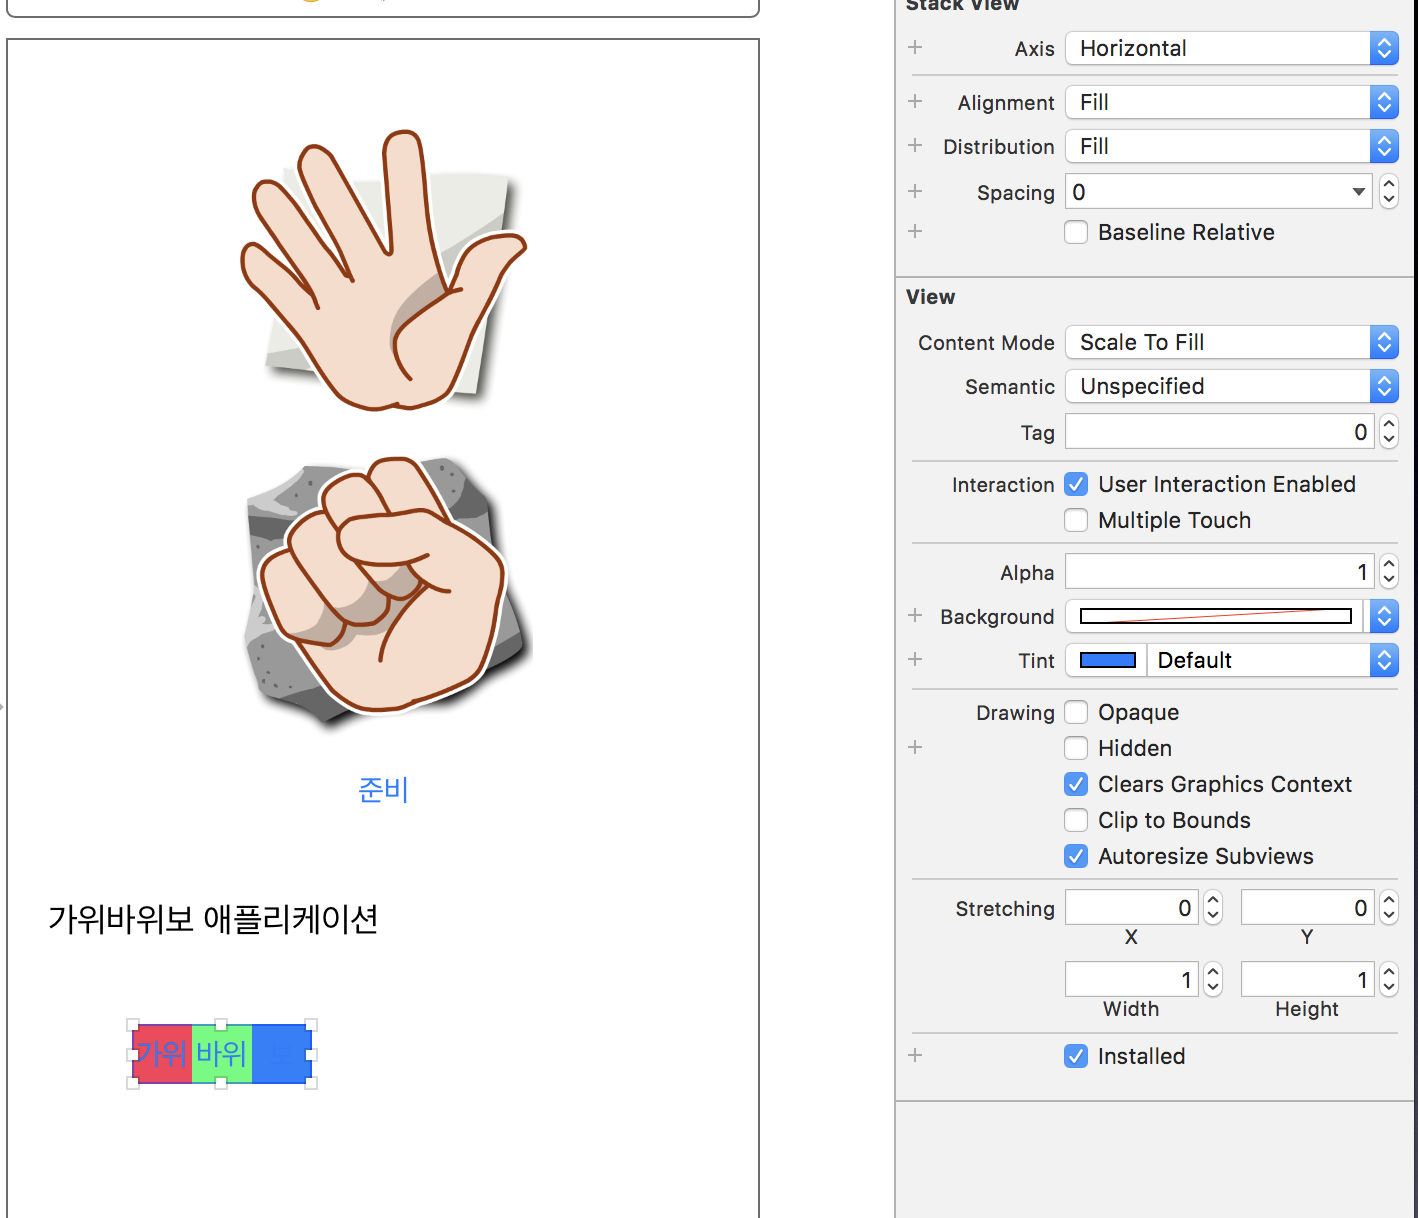 준비
가위바위보 애플리케이션
가위 바위
Stack View
Axis Horizontal
Alignment Fill
Distribution Fill
Spacing 0
Baseline Relative
View
Content Mode Scale To Fill
Semantic Unspecified
Tag 0
Interaction User Interaction Enabled
Multiple Touch
Alpha 1
Background
Tint Default
Drawing Opaque
Hidden
Clears Graphics Context
Clip to Bounds
Autoresize Subviews
Stretching 0 0
X Y
1 1
Width Height
Installed